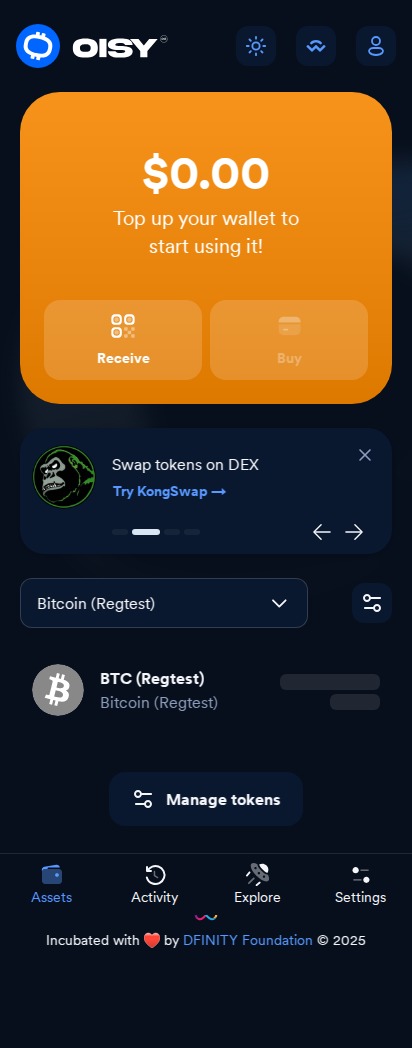 OISY
$0.00
Top up your wallet to
start using it!
Receive
Buy
Swap tokens on DEX
Try KongSwap →
Bitcoin (Regtest)
BTC (Regtest)
Bitcoin (Regtest)
Manage tokens
Assets
Activity
Explore
Settings
Incubated with ❤️ by DFINITY Foundation © 2025